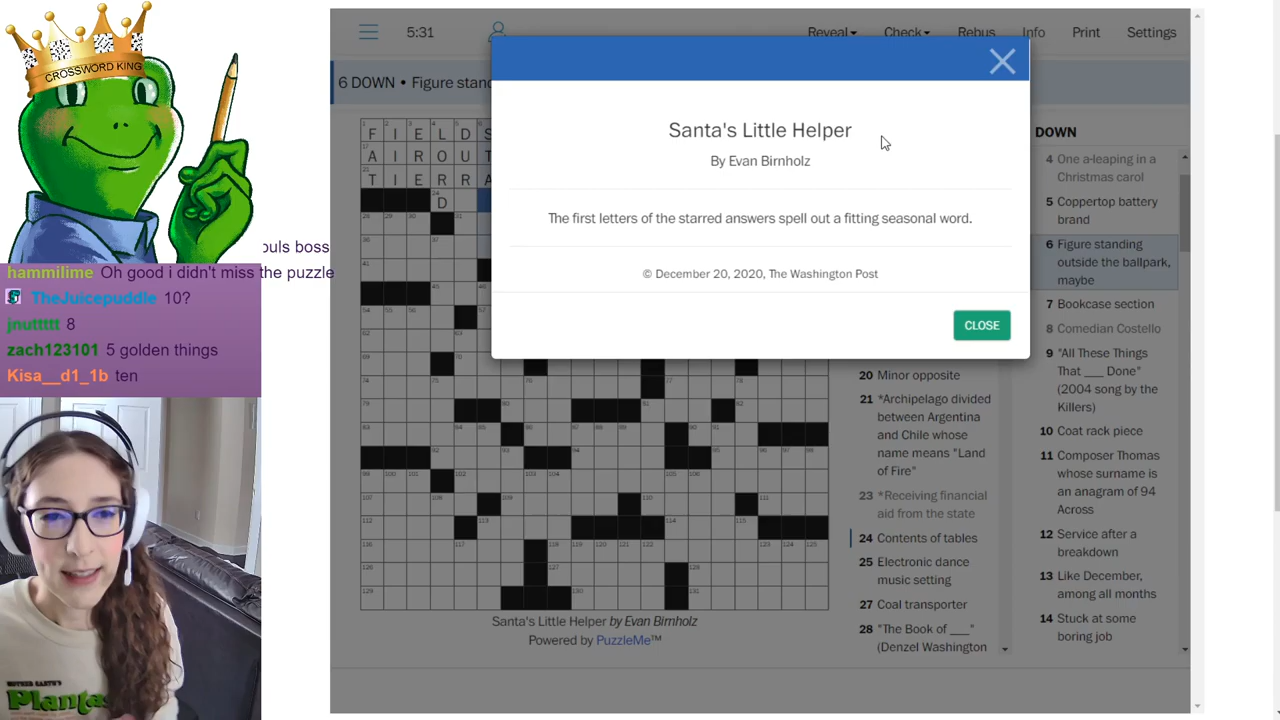 CROSSWORD KING
ouls boss
hammilime Oh good i didn't miss the puzzle
TheJuicepuddle 10?
jnuttttt 8
zach123101 5 golden things
Kisa__d1_1b ten
MOTHER EARTH'S
Plantas
5:31
Reveal
Check
Rebus
Info
Print
Settings
6 DOWN • Figure stand
Santa's Little Helper
By Evan Birnholz
The first letters of the starred answers spell out a fitting seasonal word.
© December 20, 2020, The Washington Post
CLOSE
F I E L D S
A I R O U T
T I E R R A
D
Santa's Little Helper by Evan Birnholz
Powered by PuzzleMe™
20 Minor opposite
21 *Archipelago divided
between Argentina
and Chile whose
name means "Land
of Fire"
23 *Receiving financial
aid from the state
24 Contents of tables
25 Electronic dance
music setting
27 Coal transporter
28 "The Book of ___"
(Denzel Washington
DOWN
4 One a-leaping in a
Christmas carol
5 Coppertop battery
brand
6 Figure standing
outside the ballpark,
maybe
7 Bookcase section
8 Comedian Costello
9 "All These Things
That ___ Done"
(2004 song by the
Killers)
10 Coat rack piece
11 Composer Thomas
whose surname is
an anagram of 94
Across
12 Service after a
breakdown
13 Like December,
among all months
14 Stuck at some
boring job